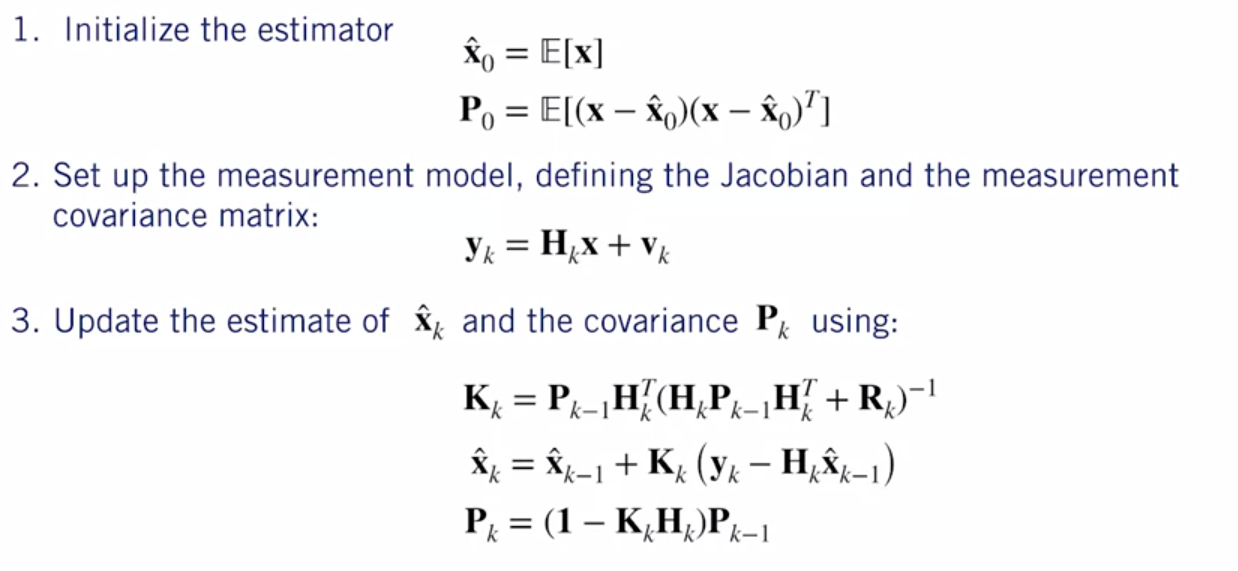 1. Initialize the estimator
x̂₀ = 𝔼[x]
P₀ = 𝔼[(x – x̂₀)(x – x̂₀)ᵀ]
2. Set up the measurement model, defining the Jacobian and the measurement
covariance matrix:
yₖ = Hₖx + vₖ
3. Update the estimate of x̂ₖ and the covariance Pₖ using:
Kₖ = Pₖ₋₁Hₖᵀ(HₖPₖ₋₁Hₖᵀ + Rₖ)⁻¹
x̂ₖ = x̂ₖ₋₁ + Kₖ (yₖ – Hₖx̂ₖ₋₁)
Pₖ = (1 – KₖHₖ)Pₖ₋₁